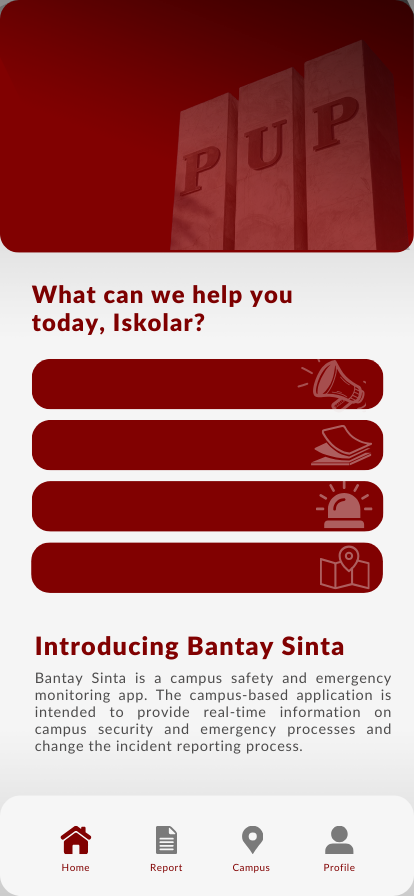 PUP
What can we help you
today, Iskolar?
Introducing Bantay Sinta
Bantay Sinta is a campus safety and emergency
monitoring app. The campus-based application is
intended to provide real-time information on
campus security and emergency processes and
change the incident reporting process.
Home Report Campus Profile